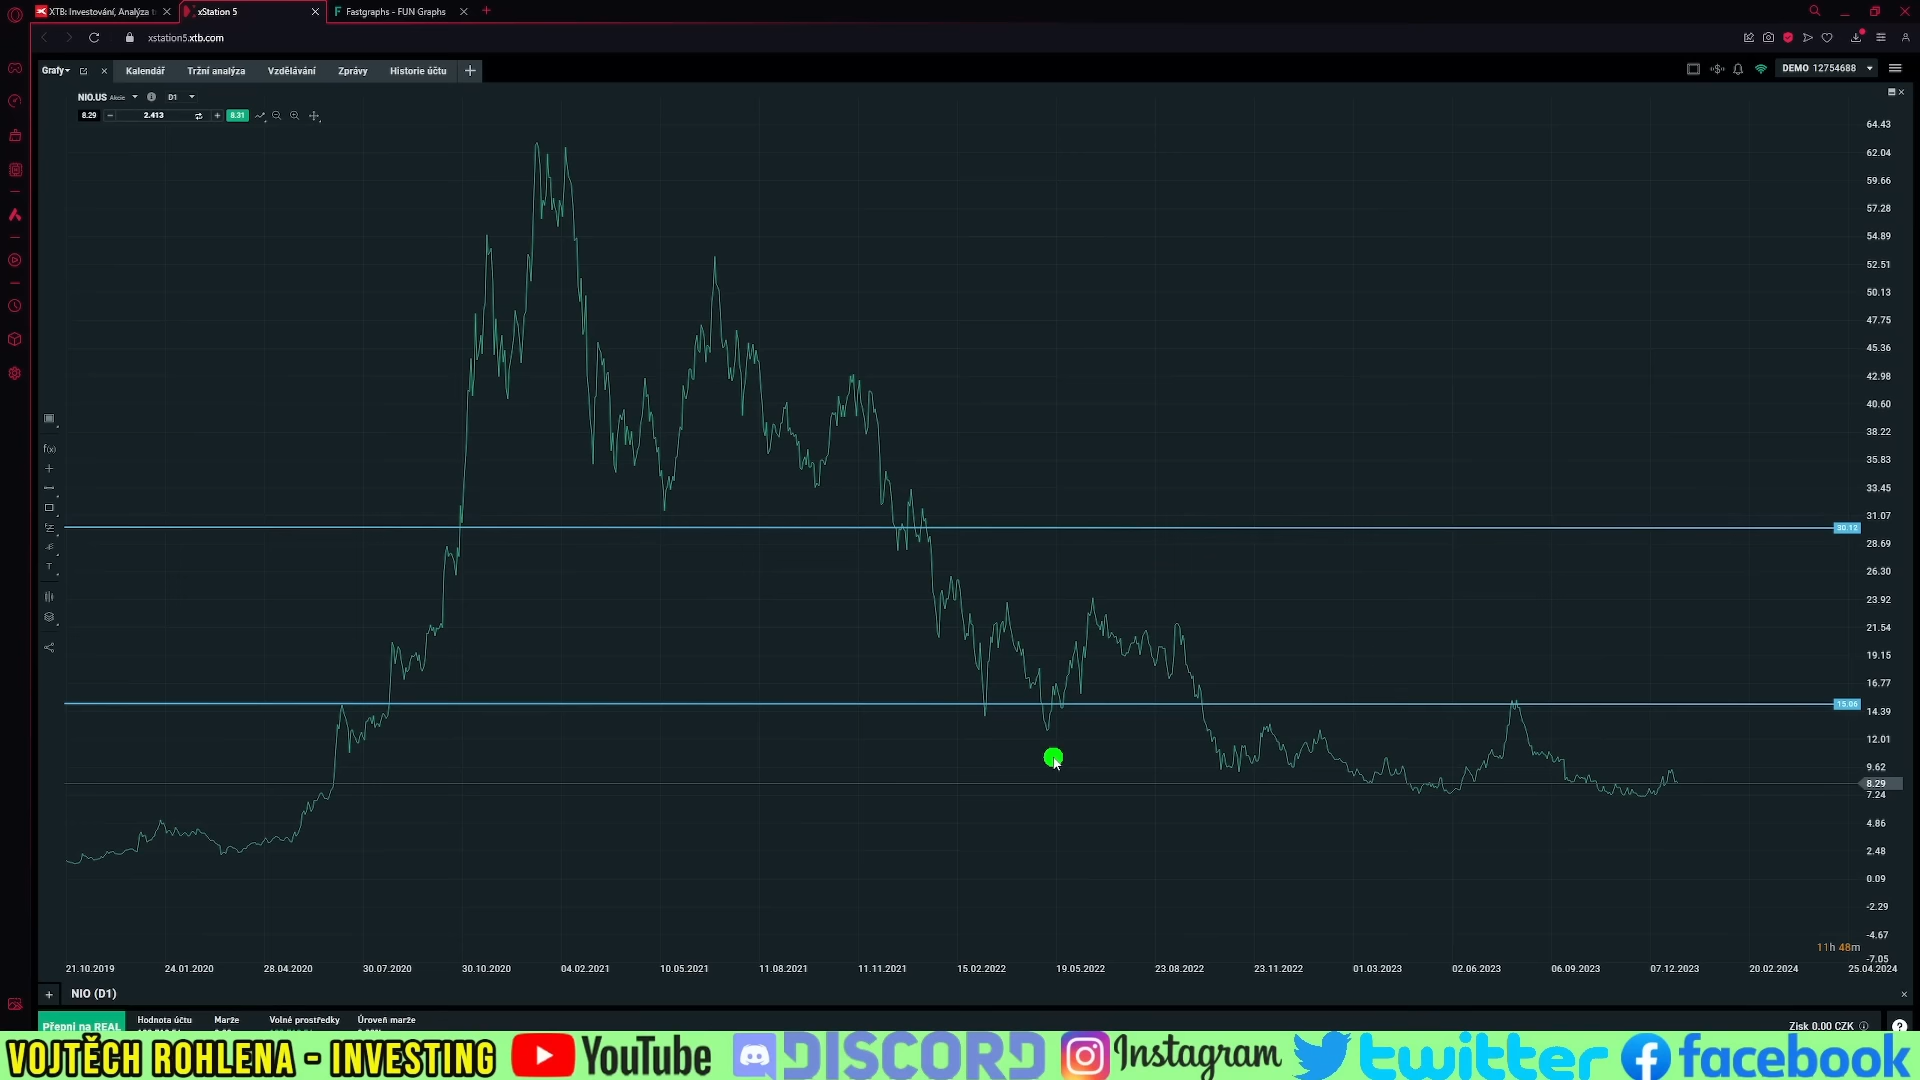 XTB: Investování, Analýza t
xStation 5
Fastgraphs - FUN Graphs
xstation5.xtb.com
Grafy
Kalendář
Tržní analýza
Vzdělávání
Zprávy
Historie účtu
DEMO 12754688
NIO.US Akcie
D1
8.29
2.413
8.31
64.43
62.04
59.66
57.28
54.89
52.51
50.13
47.75
45.36
42.98
40.60
38.22
35.83
33.45
31.07
30.12
28.69
26.30
23.92
21.54
19.15
16.77
15.06
14.39
12.01
9.62
8.29
7.24
4.86
2.48
0.09
-2.29
-4.67
-7.05
f(x)
T
11h 48m
21.10.2019
24.01.2020
28.04.2020
30.07.2020
30.10.2020
04.02.2021
10.05.2021
11.08.2021
11.11.2021
15.02.2022
19.05.2022
23.08.2022
23.11.2022
01.03.2023
02.06.2023
06.09.2023
07.12.2023
20.02.2024
25.04.2024
NIO (D1)
Přepni na REAL
Hodnota účtu
Marže
Volné prostředky
Úroveň marže
Zisk 0.00 CZK
VOJTĚCH ROHLENA - INVESTING
YouTube
DISCORD
Instagram
twitter
facebook